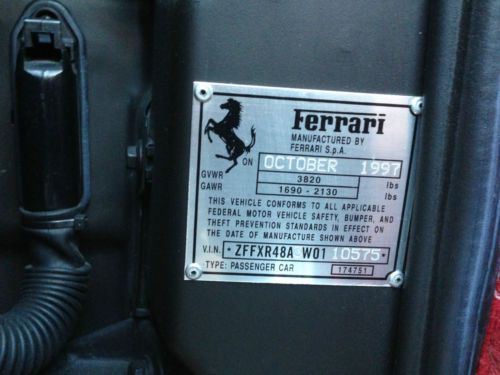 Ferrari
MANUFACTURED BY
FERRARI S.p.A.
ON OCTOBER 1997
GVWR 3820 lbs
GAWR 1690-2130 lbs
THIS VEHICLE CONFORMS TO ALL APPLICABLE
FEDERAL MOTOR VEHICLE SAFETY, BUMPER, AND
THEFT PREVENTION STANDARDS IN EFFECT ON
THE DATE OF MANUFACTURE SHOWN ABOVE
V.I.N. * ZFFXR48A W01 10575 *
TYPE: PASSENGER CAR 174751